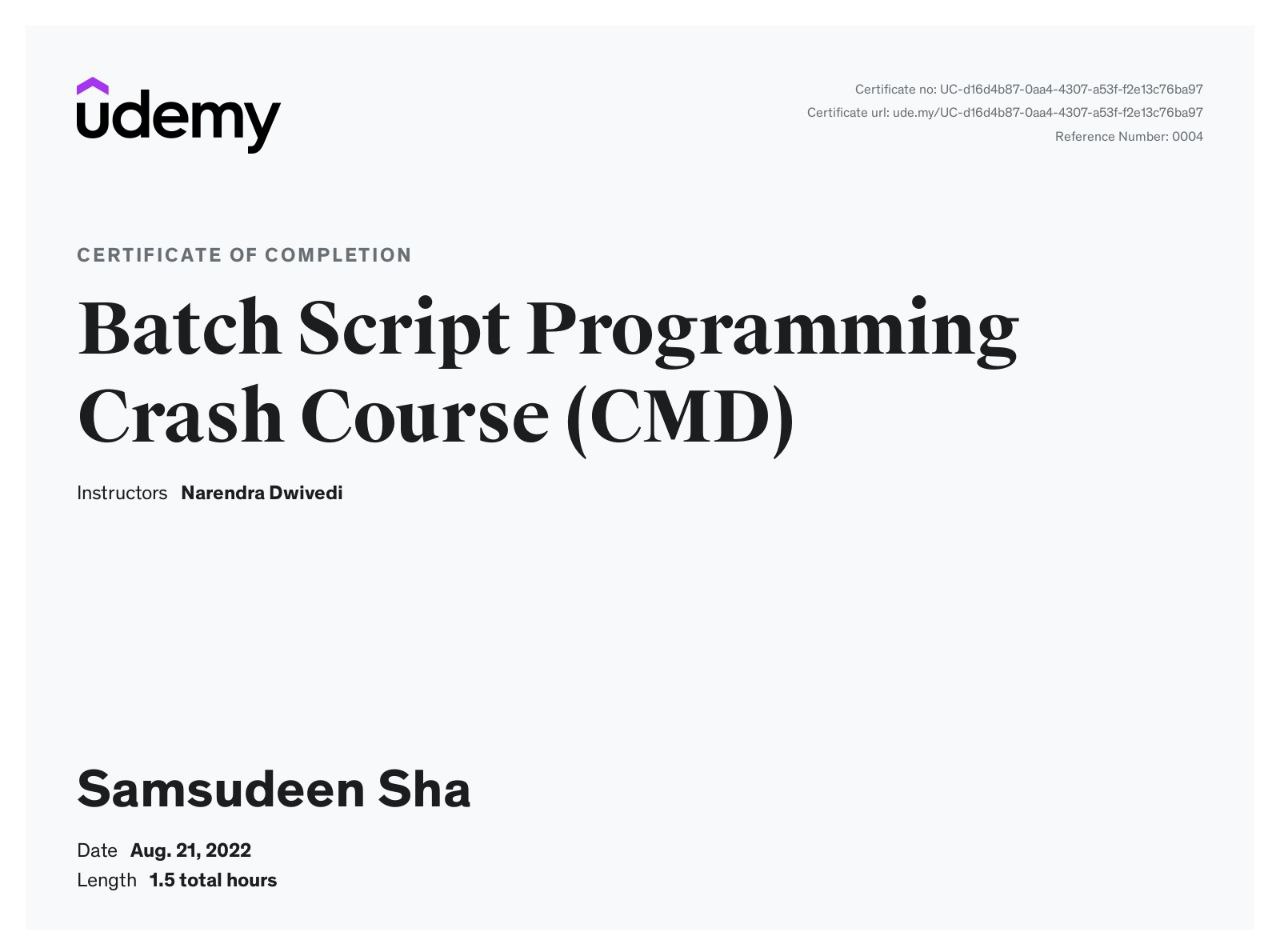 udemy
Certificate no: UC-d16d4b87-0aa4-4307-a53f-f2e13c76ba97
Certificate url: ude.my/UC-d16d4b87-0aa4-4307-a53f-f2e13c76ba97
Reference Number: 0004
CERTIFICATE OF COMPLETION
Batch Script Programming
Crash Course (CMD)
Instructors Narendra Dwivedi
Samsudeen Sha
Date Aug. 21, 2022
Length 1.5 total hours